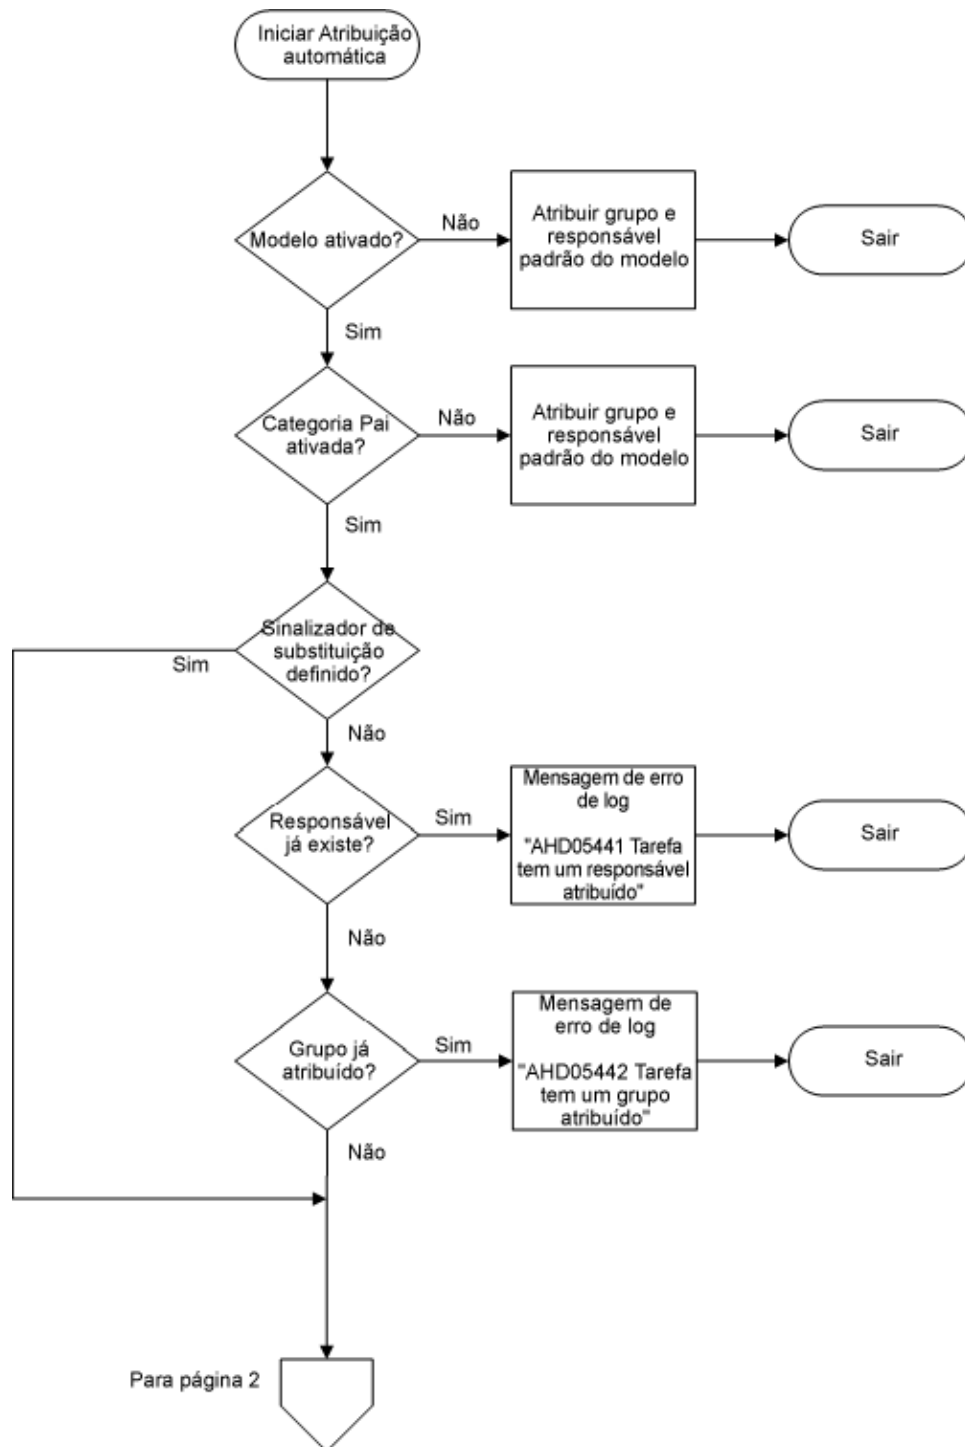 Iniciar Atribuição
automática
Modelo ativado?
Não
Atribuir grupo e
responsável
padrão do modelo
Sair
Sim
Categoria Pai
ativada?
Não
Atribuir grupo e
responsável
padrão do modelo
Sair
Sim
Sinalizador de
substituição
definido?
Sim
Não
Responsável
já existe?
Sim
Mensagem de erro
de log
"AHD05441 Tarefa
tem um responsável
atribuído"
Sair
Não
Grupo já
atribuído?
Sim
Mensagem de
erro de log
"AHD05442 Tarefa
tem um grupo
atribuído"
Sair
Não
Para página 2